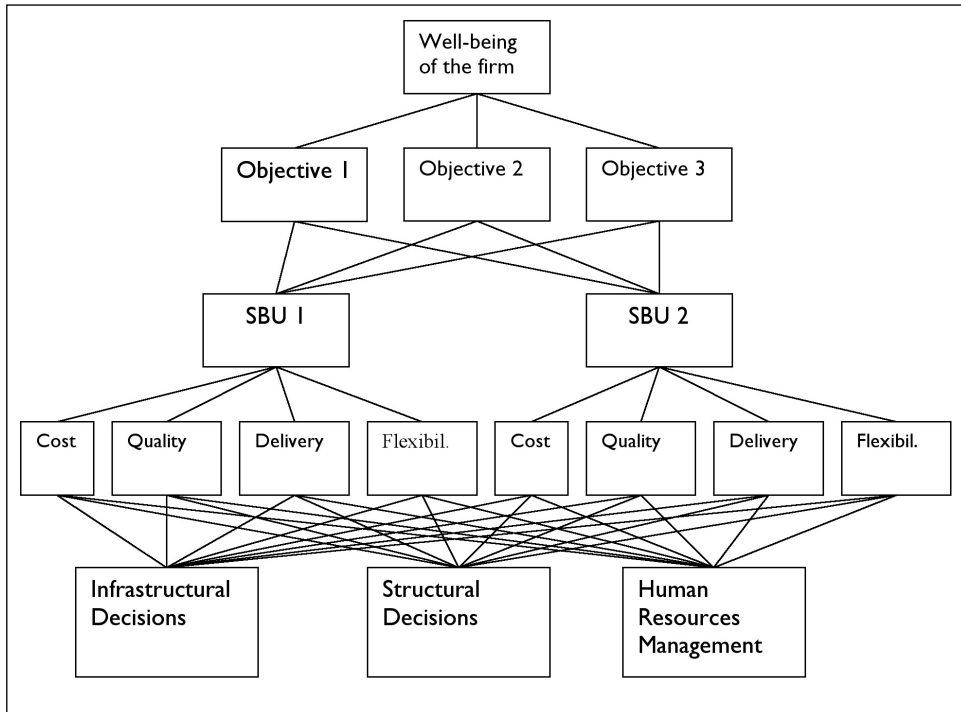 Well-being
of the firm
Objective 1
Objective 2
Objective 3
SBU 1
SBU 2
Cost
Quality
Delivery
Flexibil.
Cost
Quality
Delivery
Flexibil.
Infrastructural
Decisions
Structural
Decisions
Human
Resources
Management